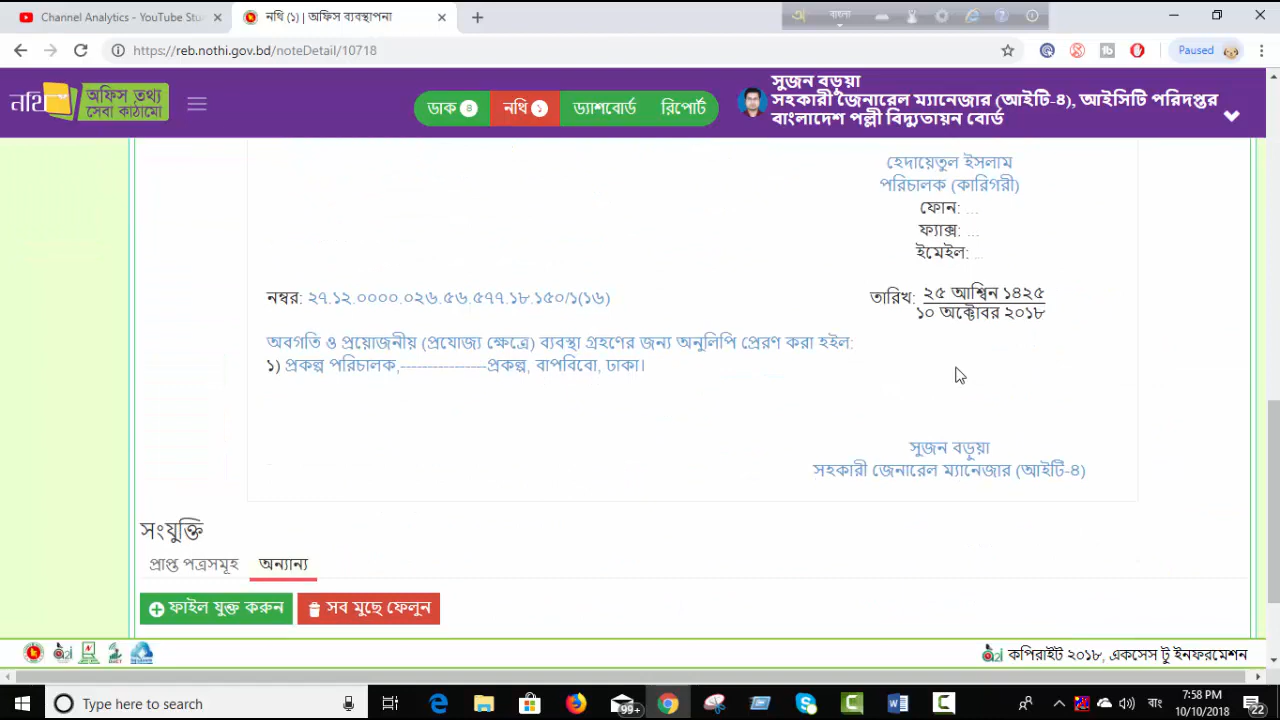 Channel Analytics - YouTube Stu
নথি (১) | অফিস ব্যবস্থাপনা
বাংলা
https://reb.nothi.gov.bd/noteDetail/10718
Paused
নথি
অফিস তথ্য
সেবা কাঠামো
ডাক ৪
নথি ১
ড্যাশবোর্ড
রিপোর্ট
সুজন বড়ুয়া
সহকারী জেনারেল ম্যানেজার (আইটি-৪), আইসিটি পরিদপ্তর
বাংলাদেশ পল্লী বিদ্যুতায়ন বোর্ড
হেদায়েতুল ইসলাম
পরিচালক (কারিগরী)
ফোন: ...
ফ্যাক্স: ...
ইমেইল: ...
নম্বর: ২৭.১২.০০০০.০২৬.৫৬.৫৭৭.১৮.১৫০/১(১৬)
তারিখ: ২৫ আশ্বিন ১৪২৫
১০ অক্টোবর ২০১৮
অবগতি ও প্রয়োজনীয় (প্রযোজ্য ক্ষেত্রে) ব্যবস্থা গ্রহণের জন্য অনুলিপি প্রেরণ করা হইল:
১) প্রকল্প পরিচালক,----------------প্রকল্প, বাপবিবো, ঢাকা।
সুজন বড়ুয়া
সহকারী জেনারেল ম্যানেজার (আইটি-৪)
সংযুক্তি
প্রাপ্ত পত্রসমূহ
অন্যান্য
ফাইল যুক্ত করুন
সব মুছে ফেলুন
কপিরাইট ২০১৮, একসেস টু ইনফরমেশন
Type here to search
99+
বাং
7:58 PM
10/10/2018
22